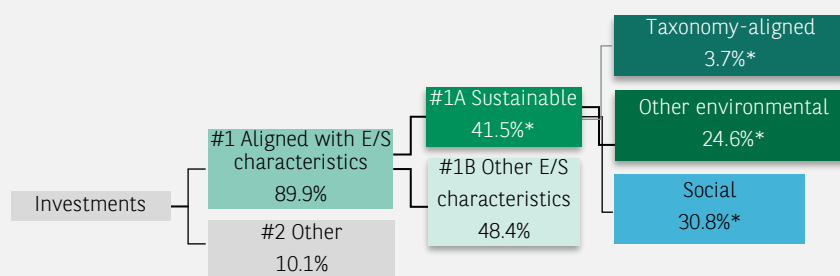 Investments
#1 Aligned with E/S
characteristics
89.9%
#2 Other
10.1%
#1A Sustainable
41.5%*
#1B Other E/S
characteristics
48.4%
Taxonomy-aligned
3.7%*
Other environmental
24.6%*
Social
30.8%*